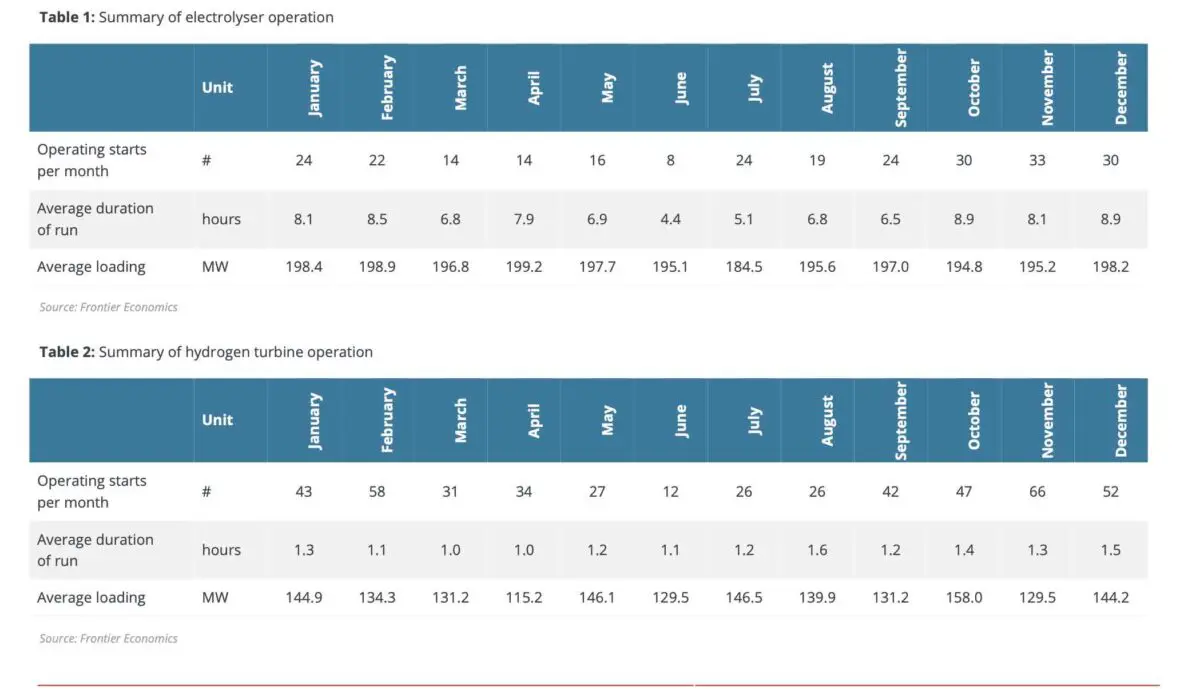 Table 1: Summary of electrolyser operation
Unit January February March April May June July August September October November December
Operating starts
per month
# 24 22 14 14 16 8 24 19 24 30 33 30
Average duration
of run
hours 8.1 8.5 6.8 7.9 6.9 4.4 5.1 6.8 6.5 8.9 8.1 8.9
Average loading MW 198.4 198.9 196.8 199.2 197.7 195.1 184.5 195.6 197.0 194.8 195.2 198.2
Source: Frontier Economics
Table 2: Summary of hydrogen turbine operation
Unit January February March April May June July August September October November December
Operating starts
per month
# 43 58 31 34 27 12 26 26 42 47 66 52
Average duration
of run
hours 1.3 1.1 1.0 1.0 1.2 1.1 1.2 1.6 1.2 1.4 1.3 1.5
Average loading MW 144.9 134.3 131.2 115.2 146.1 129.5 146.5 139.9 131.2 158.0 129.5 144.2
Source: Frontier Economics